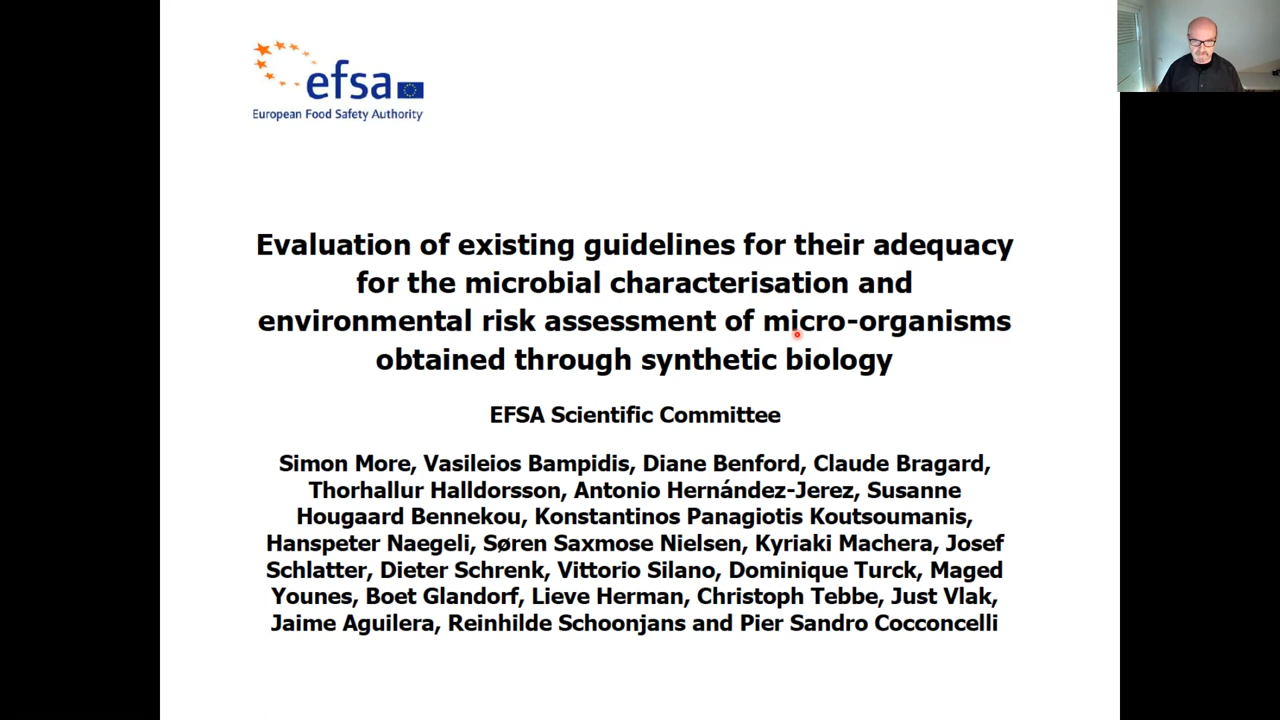 efsa
European Food Safety Authority
Evaluation of existing guidelines for their adequacy
for the microbial characterisation and
environmental risk assessment of micro-organisms
obtained through synthetic biology
EFSA Scientific Committee
Simon More, Vasileios Bampidis, Diane Benford, Claude Bragard,
Thorhallur Halldorsson, Antonio Hernández-Jerez, Susanne
Hougaard Bennekou, Konstantinos Panagiotis Koutsoumanis,
Hanspeter Naegeli, Søren Saxmose Nielsen, Kyriaki Machera, Josef
Schlatter, Dieter Schrenk, Vittorio Silano, Dominique Turck, Maged
Younes, Boet Glandorf, Lieve Herman, Christoph Tebbe, Just Vlak,
Jaime Aguilera, Reinhilde Schoonjans and Pier Sandro Cocconcelli